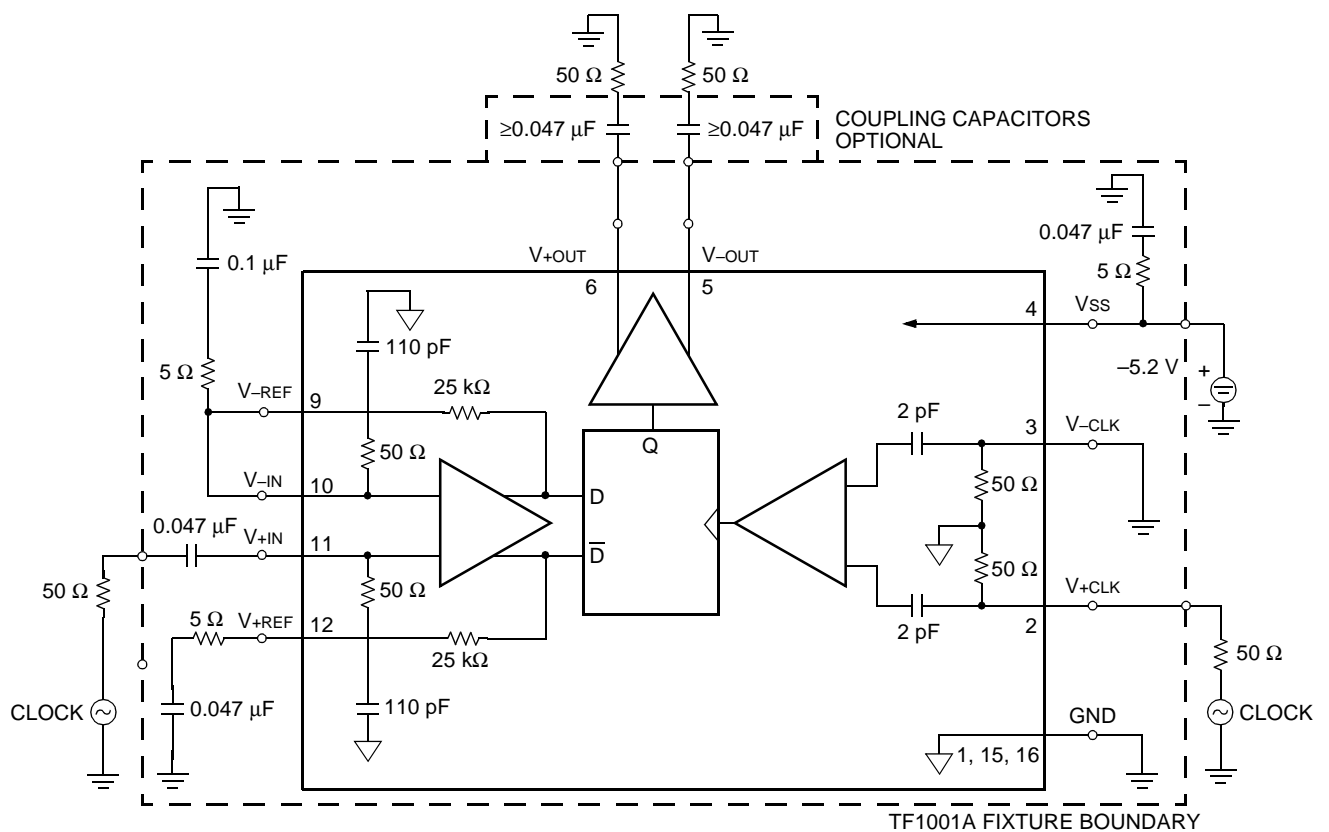 50 Ω
50 Ω
≥0.047 μF
≥0.047 μF
COUPLING CAPACITORS
OPTIONAL
0.1 μF
0.047 μF
5 Ω
V+OUT
V–OUT
6
5
4
VSS
110 pF
–5.2 V
+
–
5 Ω
V–REF
9
25 kΩ
2 pF
3
V–CLK
50 Ω
Q
50 Ω
V–IN
10
D
0.047 μF
V+IN
11
D̅
50 Ω
50 Ω
50 Ω
V+CLK
5 Ω
V+REF
12
25 kΩ
2 pF
2
50 Ω
CLOCK
0.047 μF
110 pF
GND
CLOCK
1, 15, 16
TF1001A FIXTURE BOUNDARY